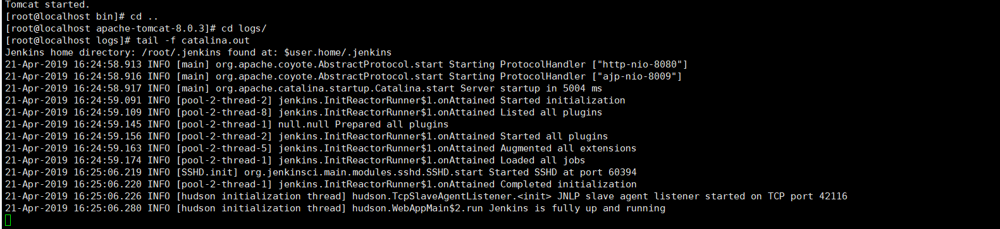 Tomcat started.
[root@localhost bin]# cd ..
[root@localhost apache-tomcat-8.0.3]# cd logs/
[root@localhost logs]# tail -f catalina.out
Jenkins home directory: /root/.jenkins found at: $user.home/.jenkins
21-Apr-2019 16:24:58.913 INFO [main] org.apache.coyote.AbstractProtocol.start Starting ProtocolHandler ["http-nio-8080"]
21-Apr-2019 16:24:58.916 INFO [main] org.apache.coyote.AbstractProtocol.start Starting ProtocolHandler ["ajp-nio-8009"]
21-Apr-2019 16:24:58.917 INFO [main] org.apache.catalina.startup.Catalina.start Server startup in 5004 ms
21-Apr-2019 16:24:59.091 INFO [pool-2-thread-2] jenkins.InitReactorRunner$1.onAttained Started initialization
21-Apr-2019 16:24:59.109 INFO [pool-2-thread-8] jenkins.InitReactorRunner$1.onAttained Listed all plugins
21-Apr-2019 16:24:59.145 INFO [pool-2-thread-1] null.null Prepared all plugins
21-Apr-2019 16:24:59.156 INFO [pool-2-thread-2] jenkins.InitReactorRunner$1.onAttained Started all plugins
21-Apr-2019 16:24:59.163 INFO [pool-2-thread-5] jenkins.InitReactorRunner$1.onAttained Augmented all extensions
21-Apr-2019 16:24:59.174 INFO [pool-2-thread-1] jenkins.InitReactorRunner$1.onAttained Loaded all jobs
21-Apr-2019 16:25:06.219 INFO [SSHD.init] org.jenkinsci.main.modules.sshd.SSHD.start Started SSHD at port 60394
21-Apr-2019 16:25:06.220 INFO [pool-2-thread-1] jenkins.InitReactorRunner$1.onAttained Completed initialization
21-Apr-2019 16:25:06.226 INFO [hudson initialization thread] hudson.TcpSlaveAgentListener.<init> JNLP slave agent listener started on TCP port 42116
21-Apr-2019 16:25:06.280 INFO [hudson initialization thread] hudson.WebAppMain$2.run Jenkins is fully up and running